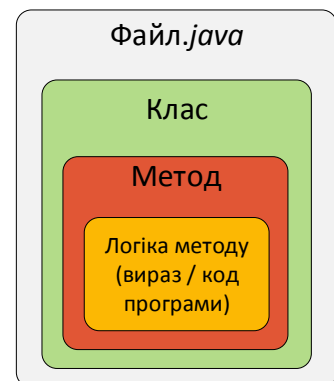 Файл.java
Клас
Метод
Логіка методу
(вираз / код
програми)